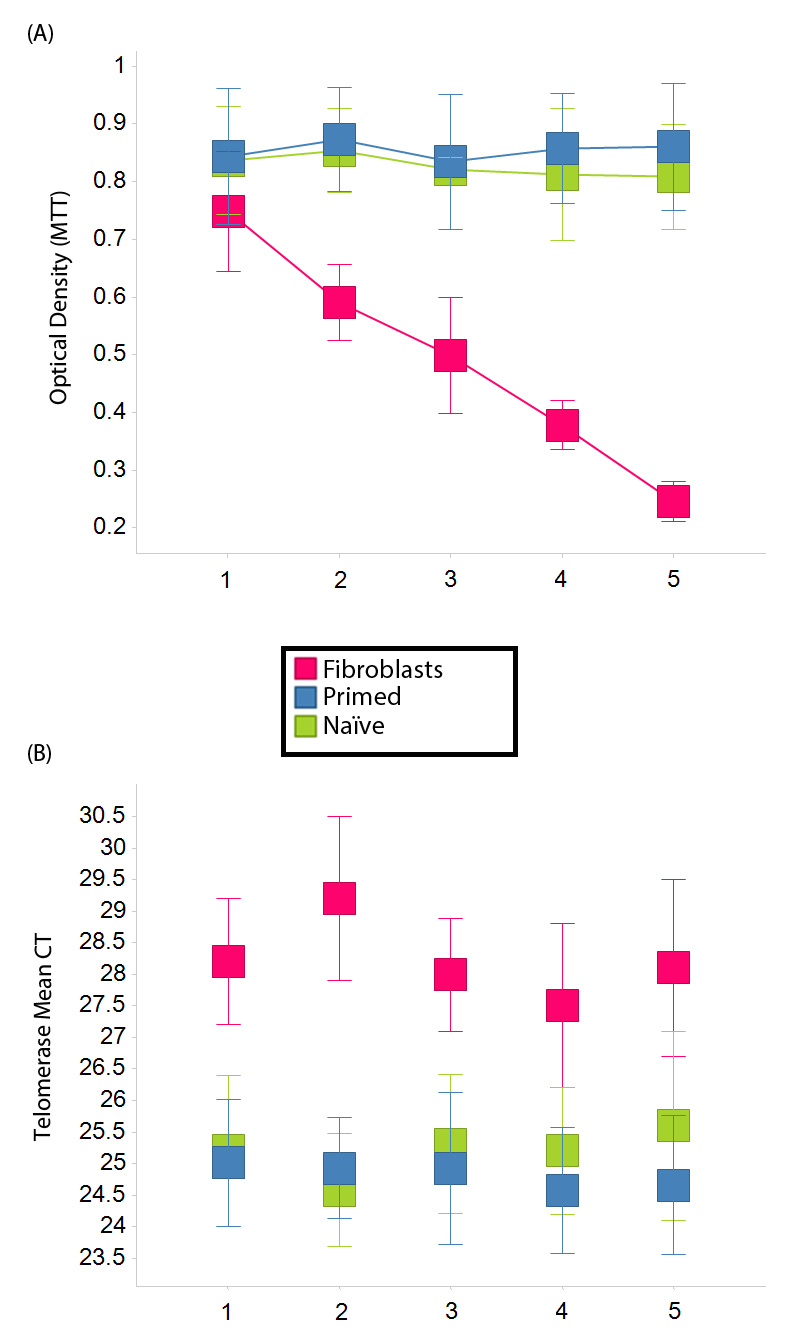 (A)
Optical Density (MTT)
1
0.9
0.8
0.7
0.6
0.5
0.4
0.3
0.2
1 2 3 4 5
Fibroblasts
Primed
Naïve
(B)
Telomerase Mean CT
30.5
30
29.5
29
28.5
28
27.5
27
26.5
26
25.5
25
24.5
24
23.5
1 2 3 4 5